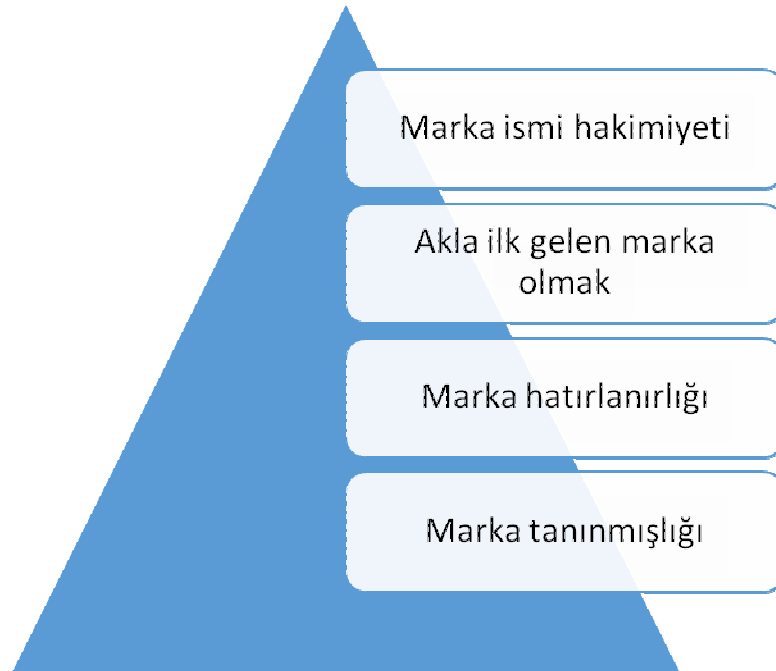 Marka ismi hakimiyeti
Akla ilk gelen marka
olmak
Marka hatırlanırlığı
Marka tanınmışlığı